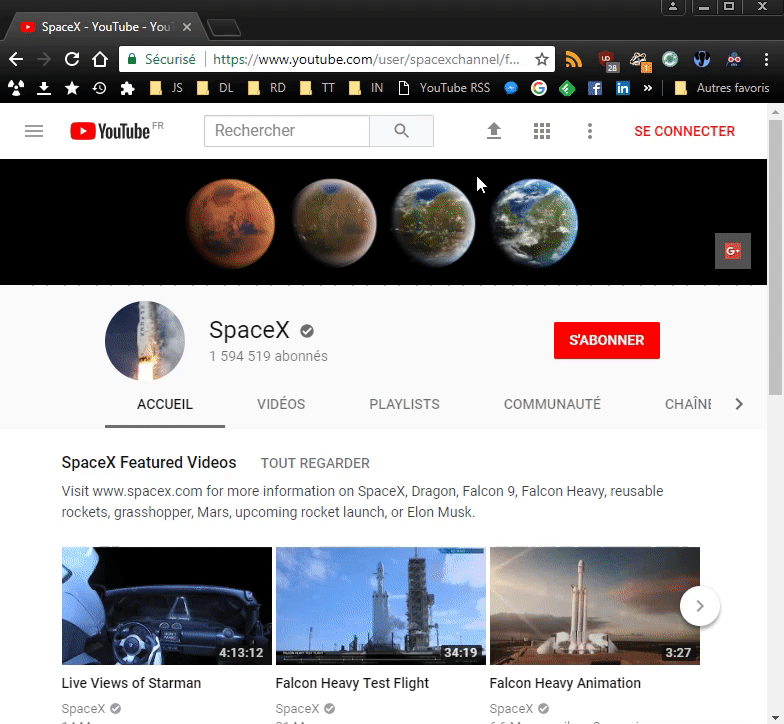 SpaceX - YouTube - You
Sécurisé https://www.youtube.com/user/spacexchannel/f...
28 1
JS DL RD TT IN YouTube RSS » Autres favoris
YouTube FR Rechercher SE CONNECTER
G+
SpaceX
1 594 519 abonnés
S'ABONNER
ACCUEIL VIDÉOS PLAYLISTS COMMUNAUTÉ CHAÎNE
SpaceX Featured Videos TOUT REGARDER
Visit www.spacex.com for more information on SpaceX, Dragon, Falcon 9, Falcon Heavy, reusable
rockets, grasshopper, Mars, upcoming rocket launch, or Elon Musk.
DON'T PANIC!
4:13:12 34:19 3:27
Live Views of Starman Falcon Heavy Test Flight Falcon Heavy Animation
SpaceX SpaceX SpaceX